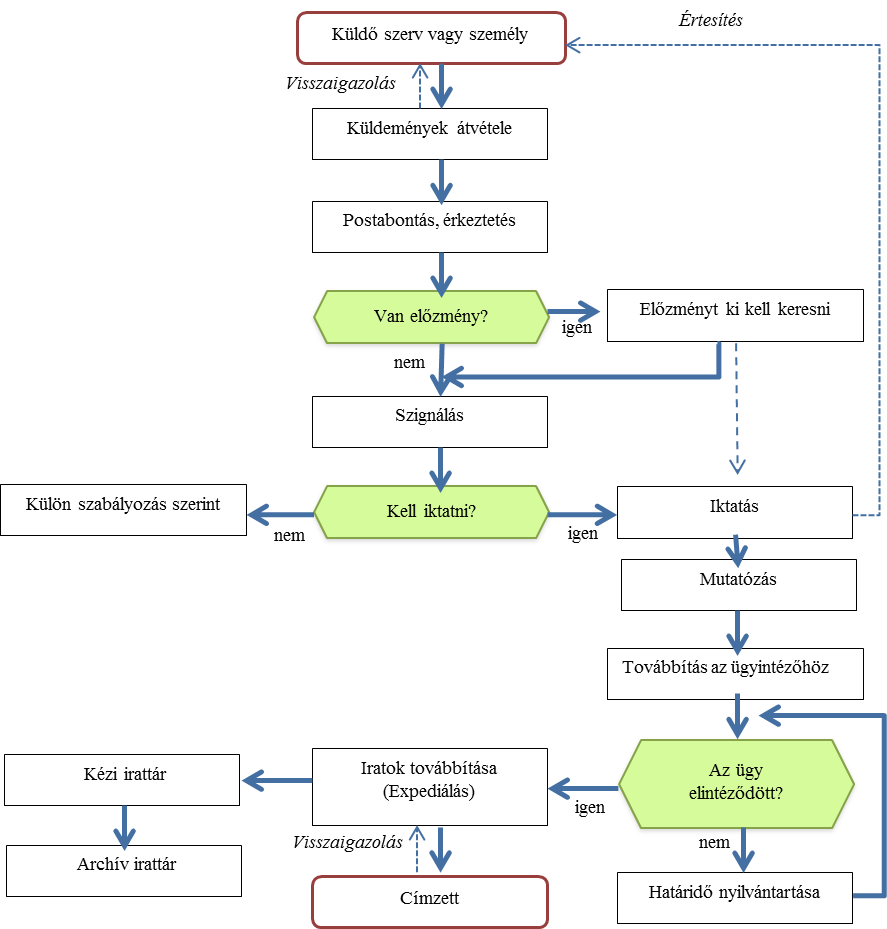 Küldő szerv vagy személy
Értesítés
Visszaigazolás
Küldemények átvétele
Postabontás, érkeztetés
Van előzmény?
igen
Előzményt ki kell keresni
nem
Szignálás
Külön szabályozás szerint
nem
Kell iktatni?
igen
Iktatás
Mutatózás
Továbbítás az ügyintézőhöz
Kézi irattár
Iratok továbbítása
(Expediálás)
igen
Az ügy
elintéződött?
nem
Visszaigazolás
Archív irattár
Címzett
Határidő nyilvántartása